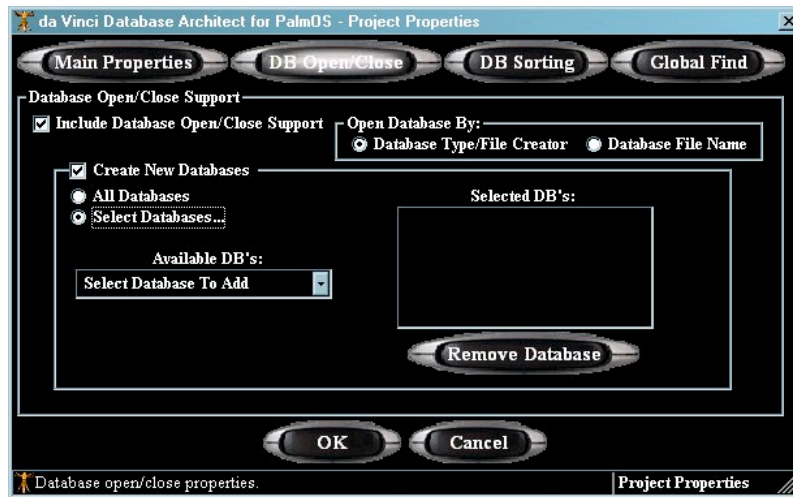 da Vinci Database Architect for PalmOS - Project Properties
Main Properties
DB Open/Close
DB Sorting
Global Find
Database Open/Close Support
Include Database Open/Close Support
Open Database By:
Database Type/File Creator
Database File Name
Create New Databases
All Databases
Select Databases...
Selected DB's:
Available DB's:
Select Database To Add
Remove Database
OK
Cancel
Database open/close properties.
Project Properties